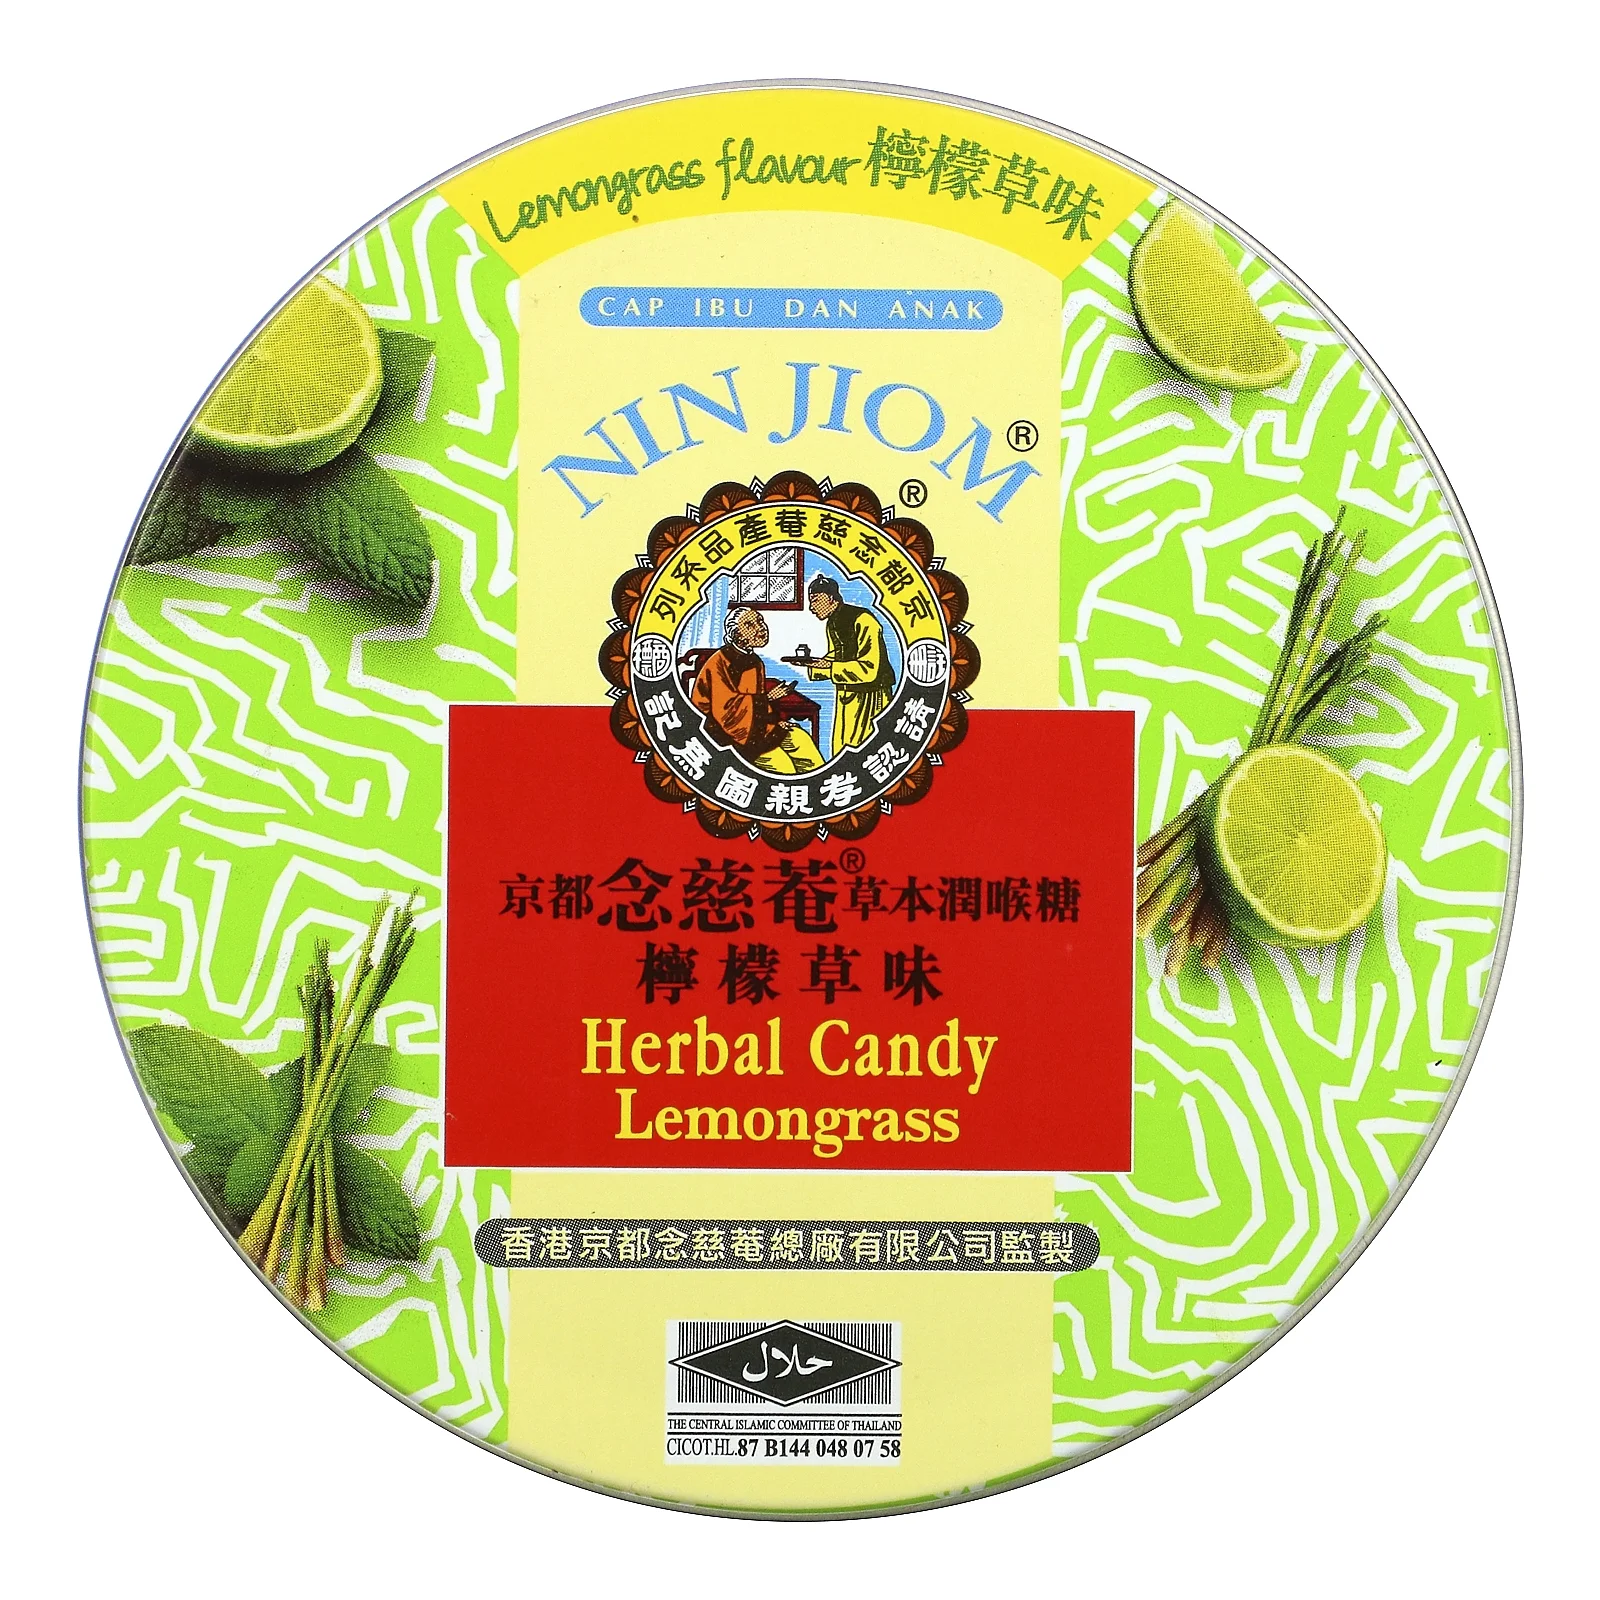 Lemongrass flavour 檸檬草味
CAP IBU DAN ANAK
NIN JIOM®
®
京都念慈菴產品系列
請認孝親圖為記
京都念慈菴®草本潤喉糖
檸檬草味
Herbal Candy
Lemongrass
香港京都念慈菴總廠有限公司監製
حلال
THE CENTRAL ISLAMIC COMMITTEE OF THAILAND
CICOT.HL.87 B144 048 07 58